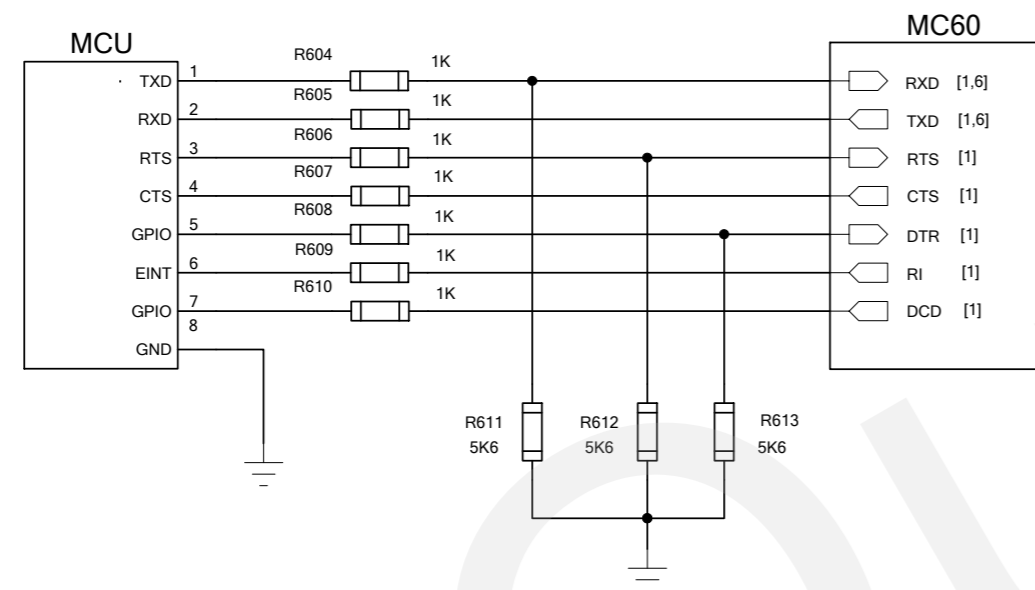 MCU
MC60
R604 1K
TXD 1 RXD [1,6]
R605 1K
RXD 2 TXD [1,6]
R606 1K
RTS 3 RTS [1]
R607 1K
CTS 4 CTS [1]
R608 1K
GPIO 5 DTR [1]
R609 1K
EINT 6 RI [1]
R610 1K
GPIO 7 DCD [1]
8
GND
R611 R612 R613
5K6 5K6 5K6